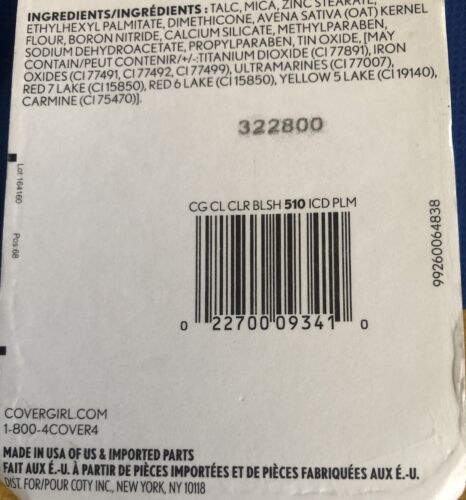 INGREDIENTS/INGRÉDIENTS : TALC, MICA, ZINC STEARATE,
ETHYLHEXYL PALMITATE, DIMETHICONE, AVENA SATIVA (OAT) KERNEL
FLOUR, BORON NITRIDE, CALCIUM SILICATE, METHYLPARABEN,
SODIUM DEHYDROACETATE, PROPYLPARABEN, TIN OXIDE, [MAY
CONTAIN/PEUT CONTENIR/+/-:TITANIUM DIOXIDE (CI 77891), IRON
OXIDES (CI 77491, CI 77492, CI 77499), ULTRAMARINES (CI 77007),
RED 7 LAKE (CI 15850), RED 6 LAKE (CI 15850), YELLOW 5 LAKE (CI 19140),
CARMINE (CI 75470)].
322800
Lot 164160
Pos 68
CG CL CLR BLSH 510 ICD PLM
0 22700 09341 0
99260064838
COVERGIRL.COM
1-800-4COVER4
MADE IN USA OF US & IMPORTED PARTS
FAIT AUX É.-U. À PARTIR DE PIÈCES IMPORTÉES ET DE PIÈCES FABRIQUÉES AUX É.-U.
DIST. FOR/POUR COTY INC., NEW YORK, NY 10118